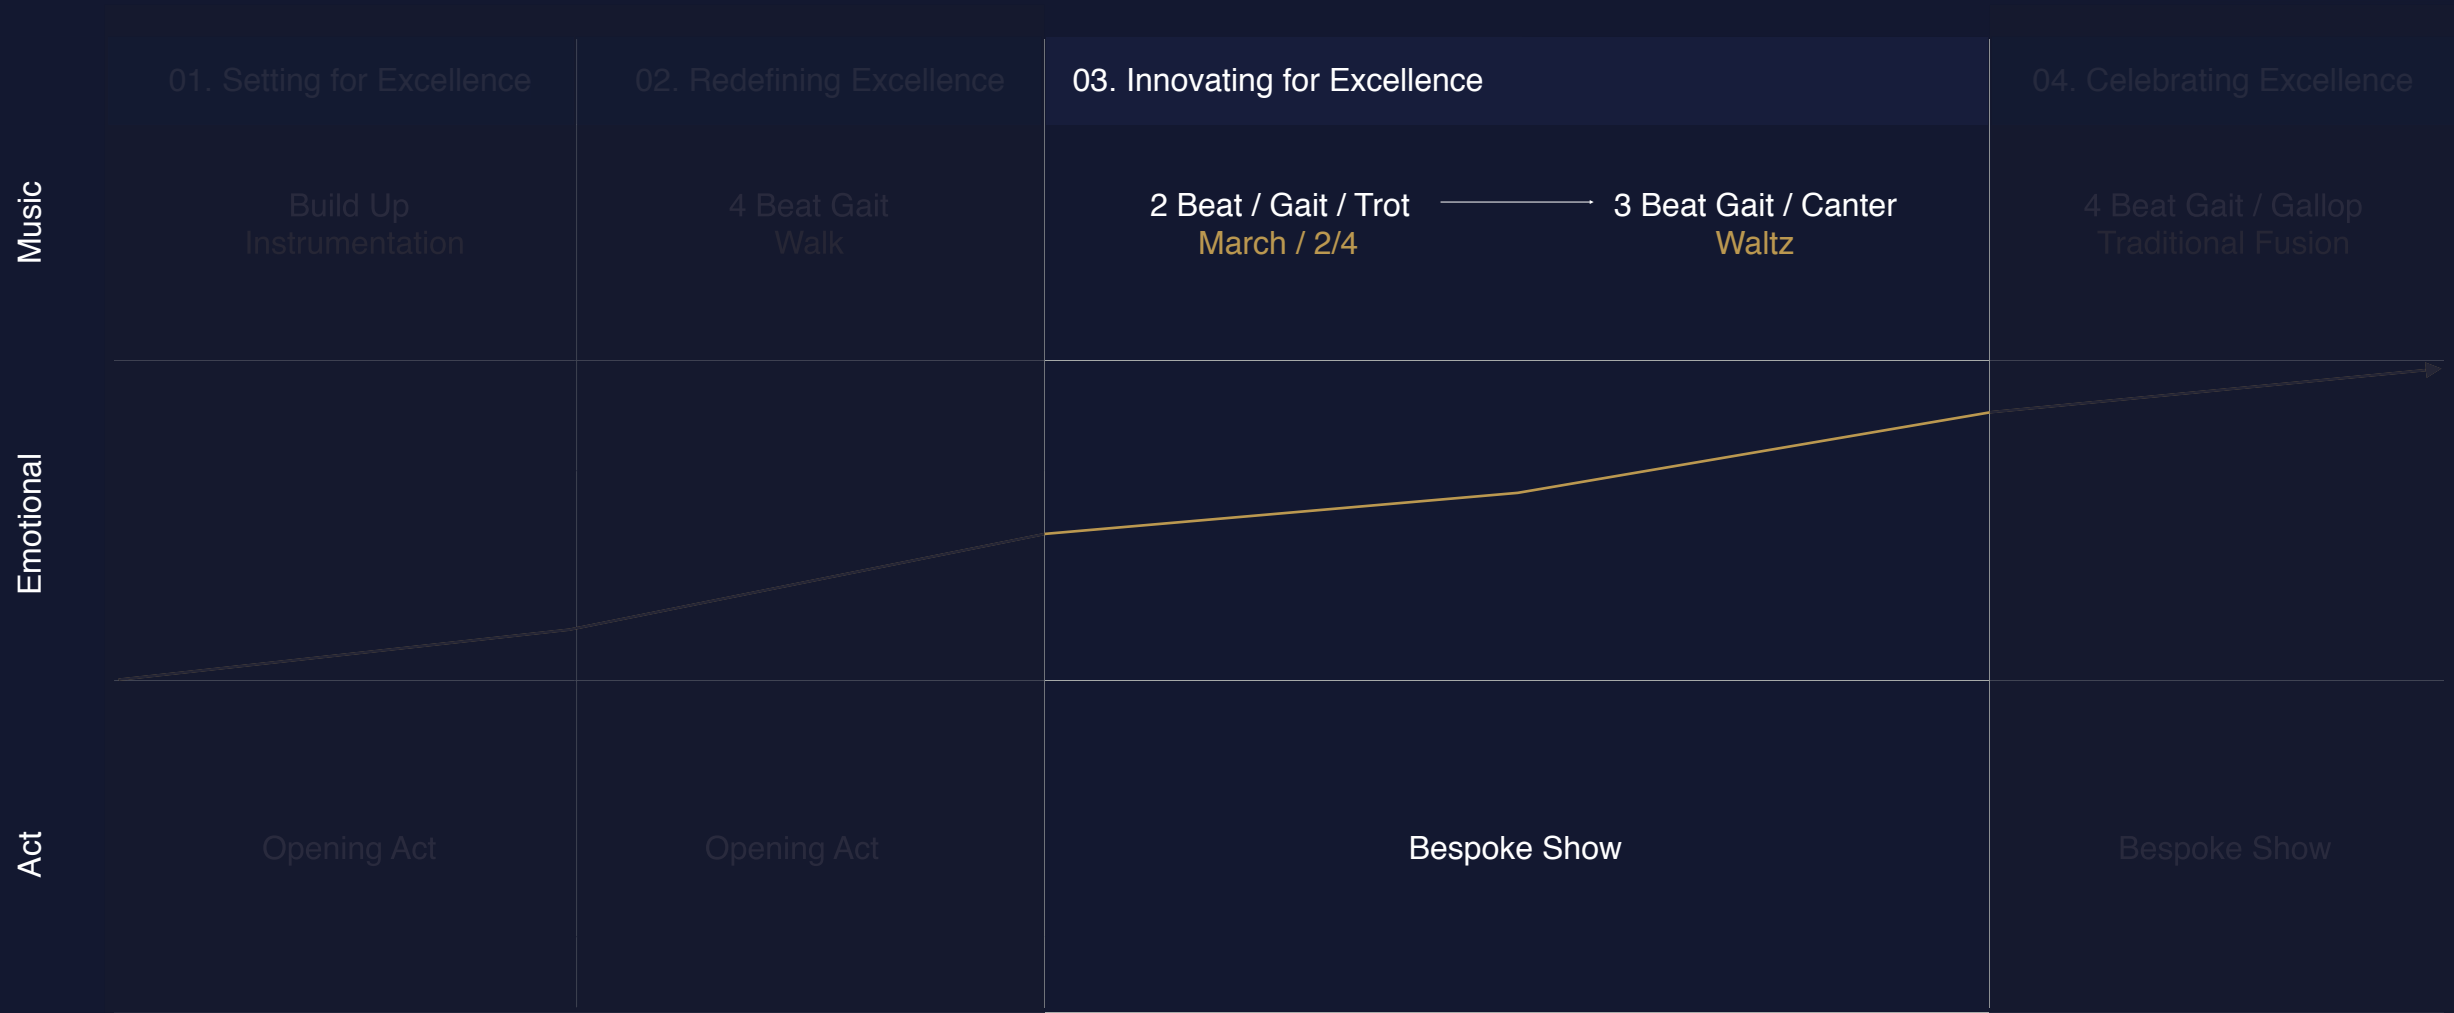 01. Setting for Excellence
02. Redefining Excellence
03. Innovating for Excellence
04. Celebrating Excellence
Music
Build Up
Instrumentation
4 Beat Gait
Walk
2 Beat / Gait / Trot
March / 2/4
3 Beat Gait / Canter
Waltz
4 Beat Gait / Gallop
Traditional Fusion
Emotional
Act
Opening Act
Opening Act
Bespoke Show
Bespoke Show